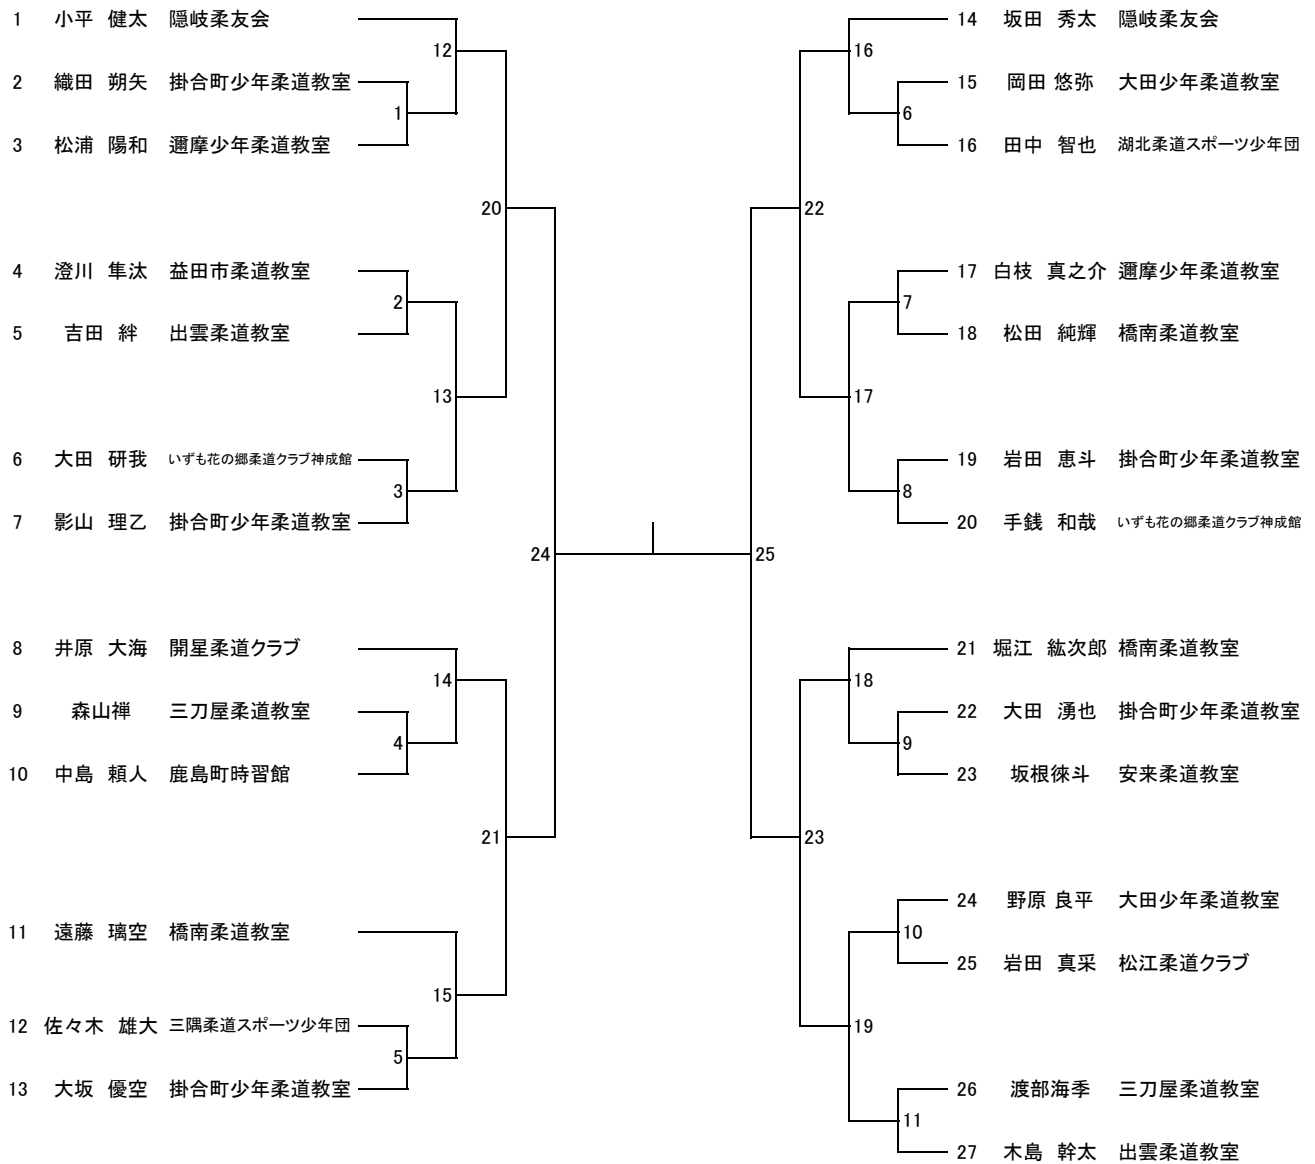 1 小平 健太 隠岐柔友会
12
2 織田 朔矢 掛合町少年柔道教室
1
3 松浦 陽和 邇摩少年柔道教室
20
4 澄川 隼汰 益田市柔道教室
2
5 吉田 絆 出雲柔道教室
13
6 大田 研我 いずも花の郷柔道クラブ神成館
3
7 影山 理乙 掛合町少年柔道教室
24
8 井原 大海 開星柔道クラブ
14
9 森山禅 三刀屋柔道教室
4
10 中島 頼人 鹿島町時習館
21
11 遠藤 璃空 橋南柔道教室
15
12 佐々木 雄大 三隅柔道スポーツ少年団
5
13 大坂 優空 掛合町少年柔道教室
14 坂田 秀太 隠岐柔友会
16
15 岡田 悠弥 大田少年柔道教室
6
16 田中 智也 湖北柔道スポーツ少年団
22
17 白枝 真之介 邇摩少年柔道教室
7
18 松田 純輝 橋南柔道教室
17
19 岩田 恵斗 掛合町少年柔道教室
8
20 手銭 和哉 いずも花の郷柔道クラブ神成館
25
21 堀江 紘次郎 橋南柔道教室
18
22 大田 湧也 掛合町少年柔道教室
9
23 坂根徠斗 安来柔道教室
23
24 野原 良平 大田少年柔道教室
10
25 岩田 真采 松江柔道クラブ
19
26 渡部海季 三刀屋柔道教室
11
27 木島 幹太 出雲柔道教室